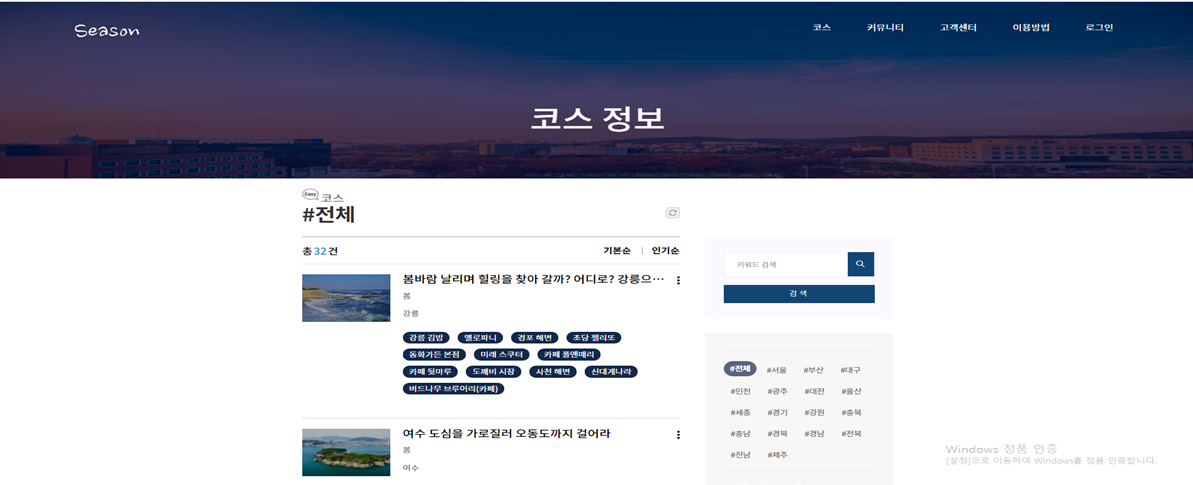 Season
코스 커뮤니티 고객센터 이용방법 로그인
코스 정보
Easy 코스
#전체
총 32 건
기본순 | 인기순
봄바람 날리며 힐링을 찾아 갈까? 어디로? 강릉으…
봄
강릉
강릉 김밥 엘로파니 경포 해변 초당 젤리또
동화가든 본점 미래 스쿠터 카페 폴앤메리
카페 뒷마루 도깨비 시장 사천 해변 신대게나라
버드나무 브루어리(카페)
여수 도심을 가로질러 오동도까지 걸어라
봄
여수
키워드 검색
검 색
#전체 #서울 #부산 #대구
#인천 #광주 #대전 #울산
#세종 #경기 #강원 #충북
#충남 #경북 #경남 #전북
#전남 #제주
Windows 정품 인증
[설정]으로 이동하여 Windows를 정품 인증합니다.